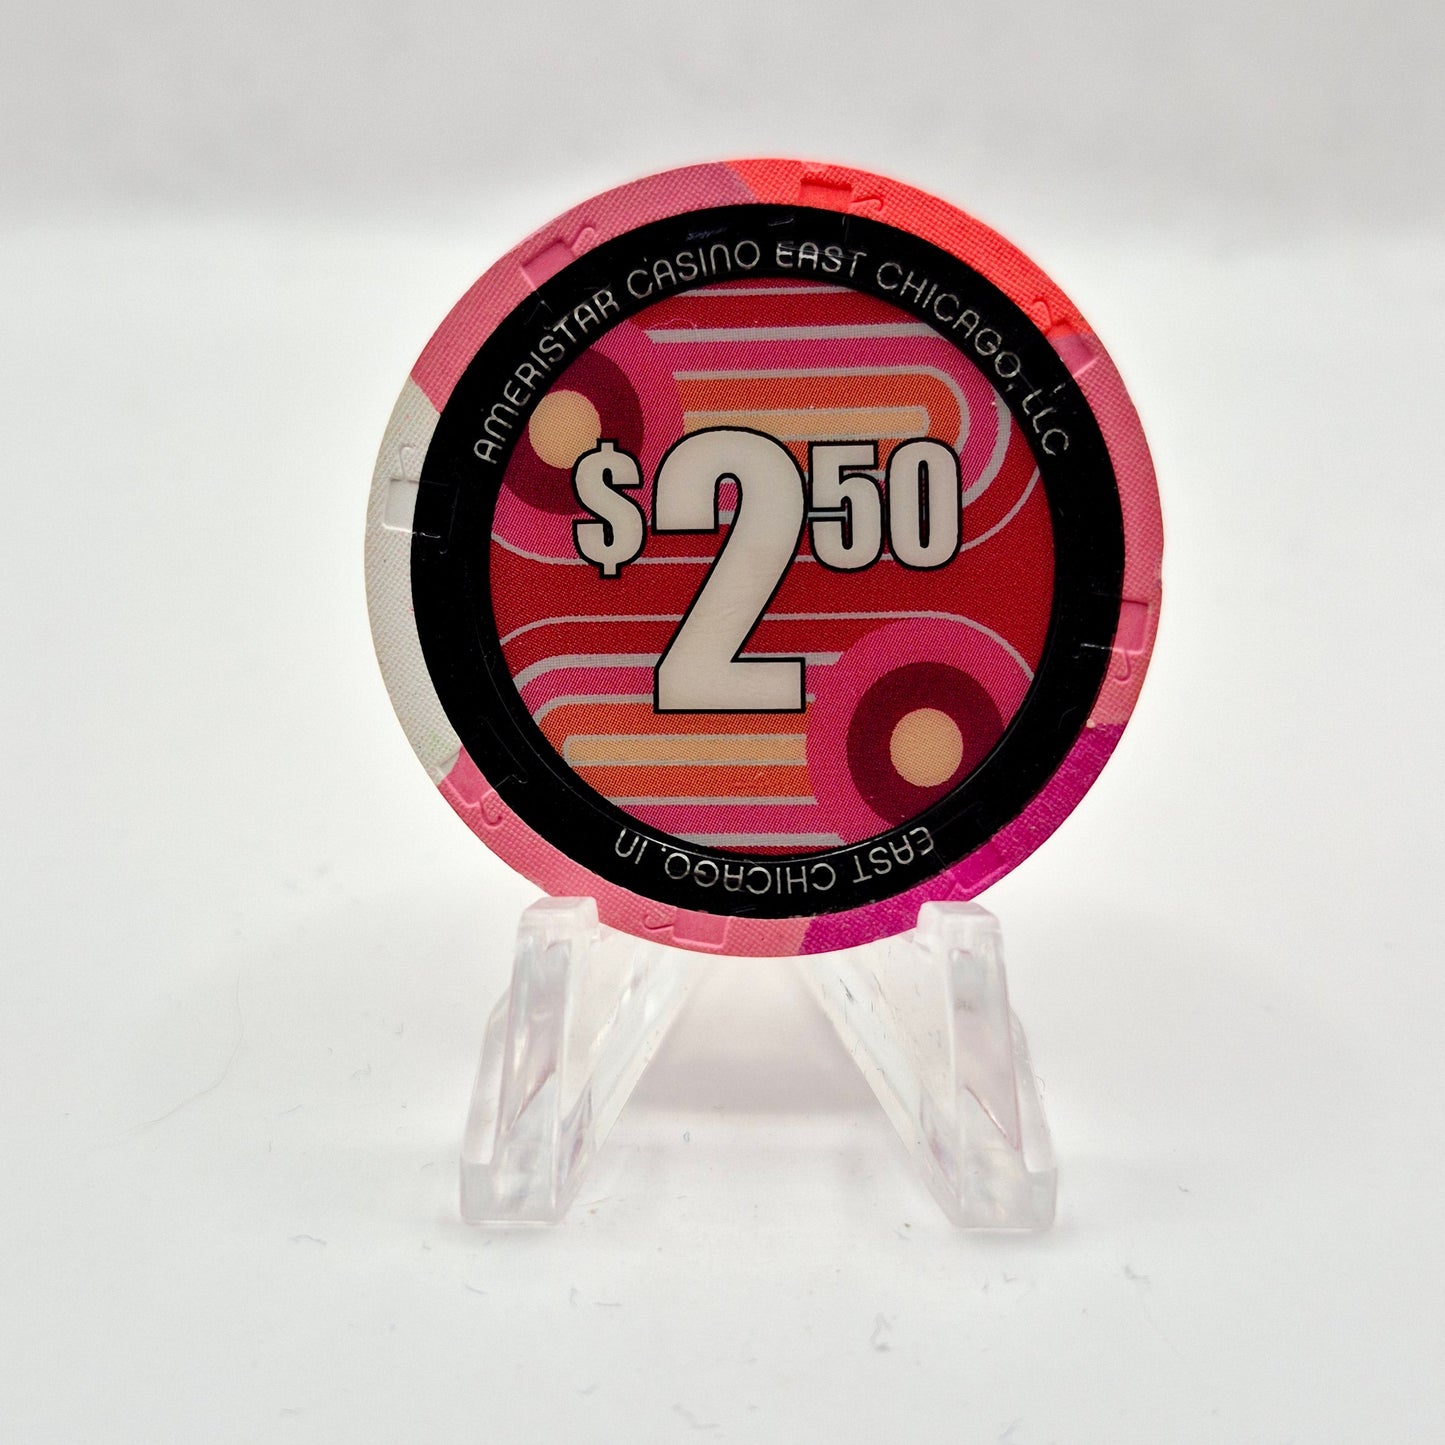 AMERISTAR CASINO EAST CHICAGO, LLC
$2.50
EAST CHICAGO, IN